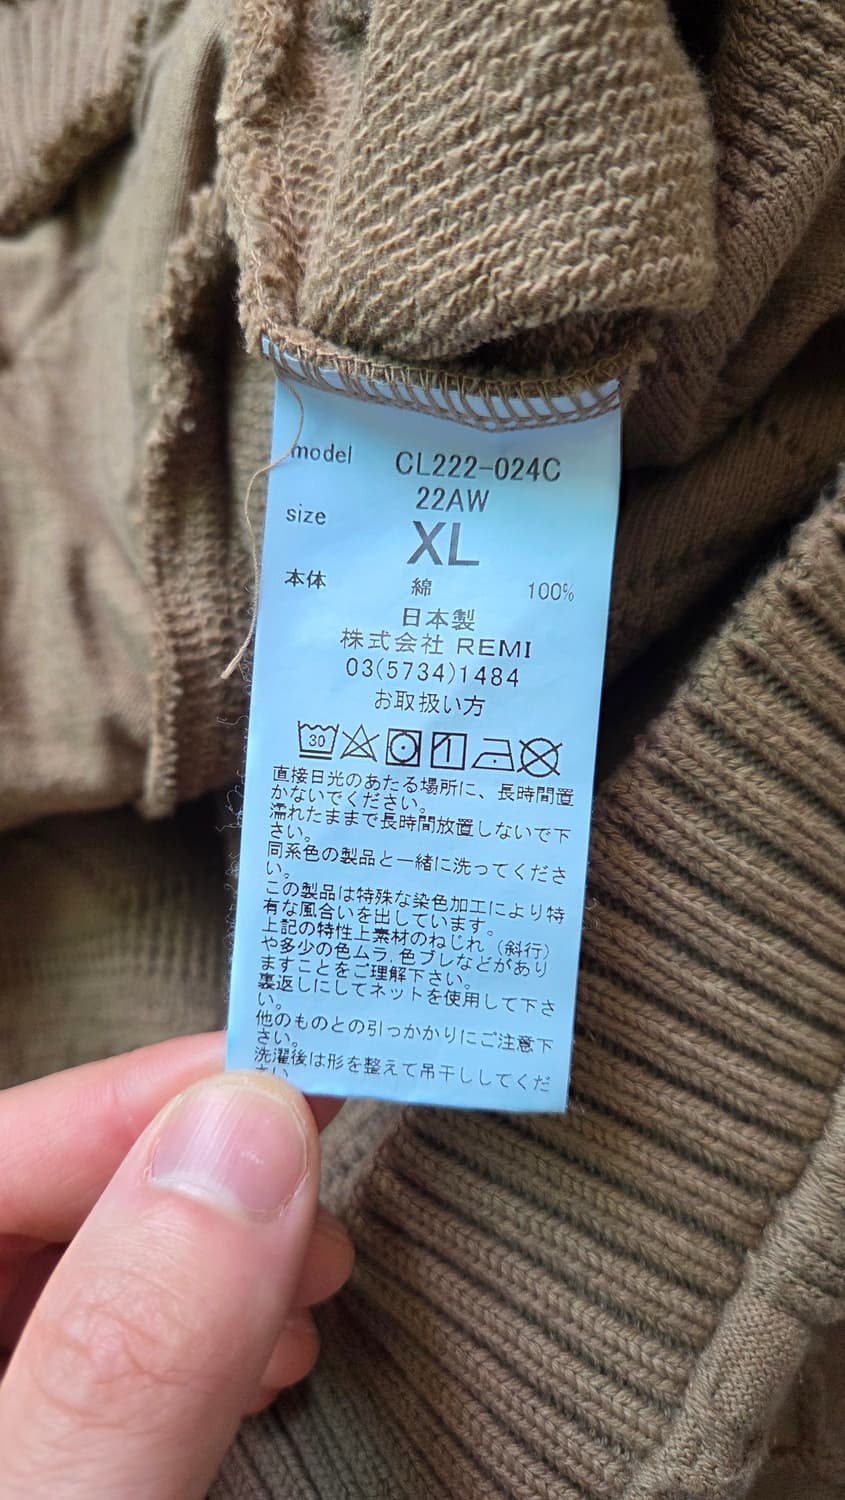 model CL222-024C
22AW
size XL
本体 綿 100%
日本製
株式会社 REMI
03(5734)1484
お取扱い方
30
直接日光のあたる場所に、長時間置
かないでください。
濡れたままで長時間放置しないで下
さい。
同系色の製品と一緒に洗ってくださ
い。
この製品は特殊な染色加工により特
有な風合いを出しています。
上記の特性上素材のねじれ（斜行）
や多少の色ムラ,色ブレなどがあり
ますことをご理解下さい。
裏返しにしてネットを使用して下さ
い。
他のものとの引っかかりにご注意下
さい。
洗濯後は形を整えて吊干ししてくだ
さい